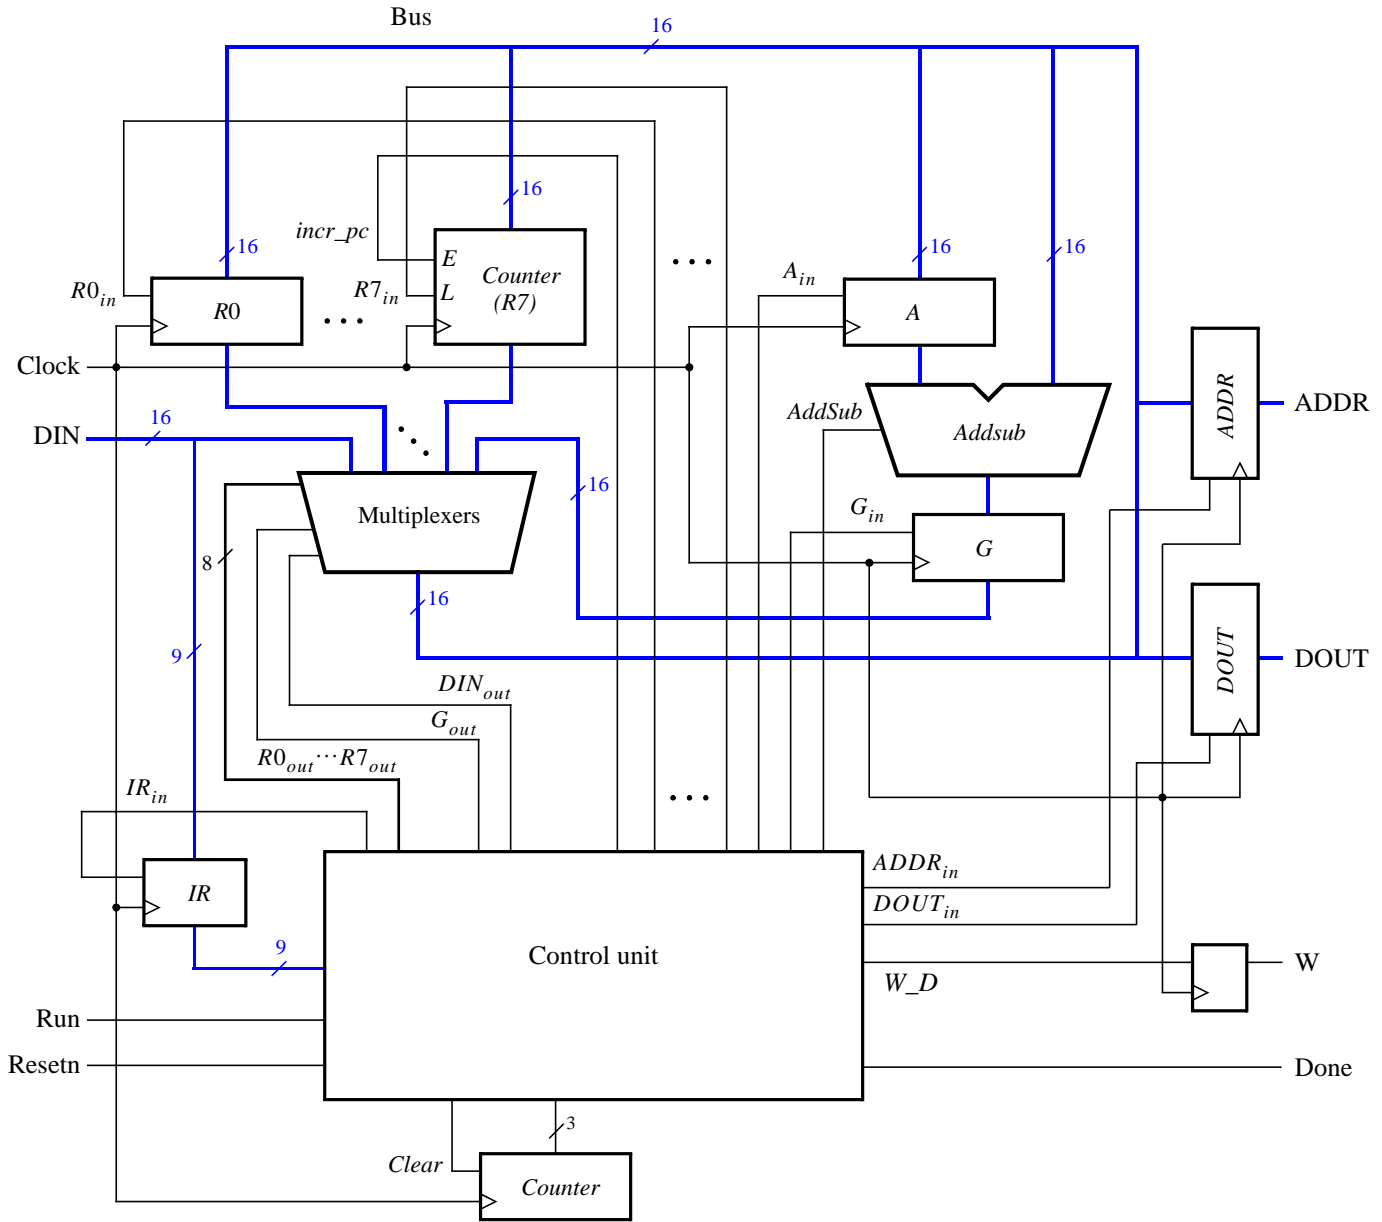 Bus
16
16
incr_pc
16
16
16
E
Counter
(R7)
L
R0in
R0
R7in
Ain
A
Clock
ADDR
ADDR
AddSub
Addsub
DIN
16
16
Multiplexers
Gin
G
8
16
9
DOUT
DOUT
DINout
Gout
R0out···R7out
IRin
IR
ADDRin
DOUTin
9
Control unit
W_D
W
Run
Resetn
Done
3
Clear
Counter